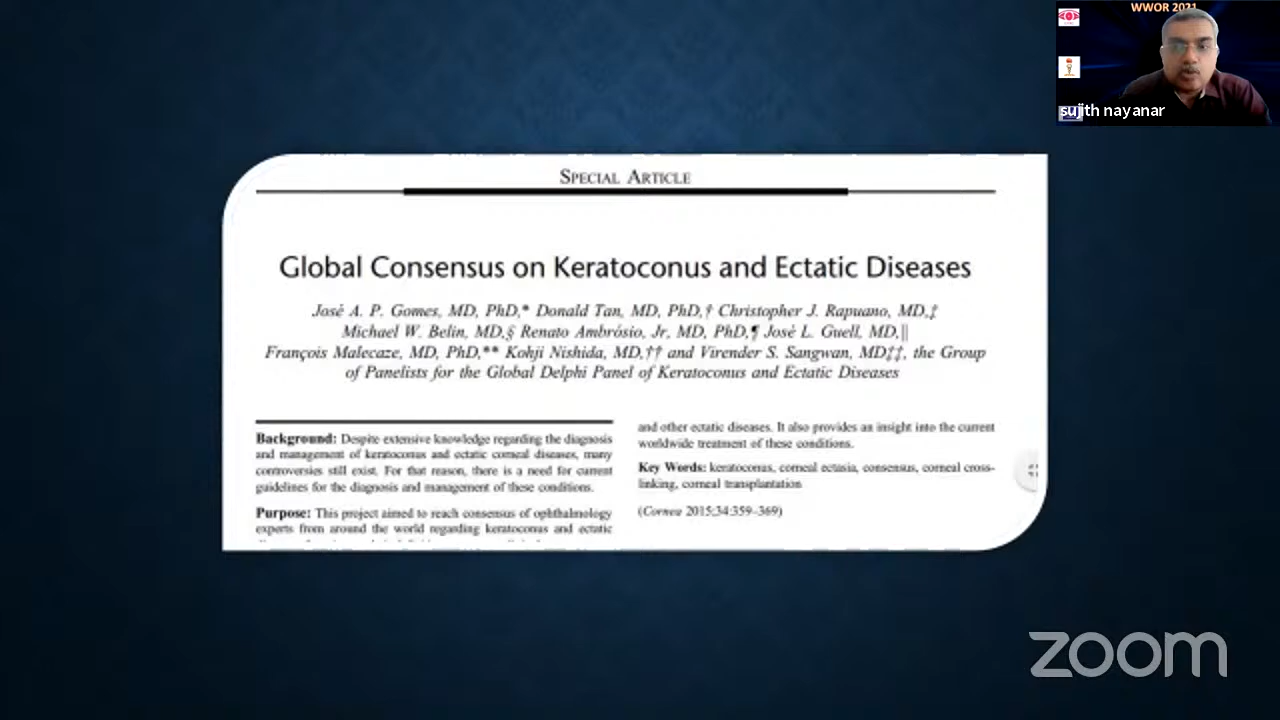 WWOR 2021
sujith nayanar
SPECIAL ARTICLE
Global Consensus on Keratoconus and Ectatic Diseases
José A. P. Gomes, MD, PhD,* Donald Tan, MD, PhD,† Christopher J. Rapuano, MD,‡
Michael W. Belin, MD,§ Renato Ambrósio, Jr, MD, PhD,¶ José L. Guell, MD,||
François Malecaze, MD, PhD,** Kohji Nishida, MD,†† and Virender S. Sangwan, MD‡‡, the Group
of Panelists for the Global Delphi Panel of Keratoconus and Ectatic Diseases
Background: Despite extensive knowledge regarding the diagnosis
and management of keratoconus and ectatic corneal diseases, many
controversies still exist. For that reason, there is a need for current
guidelines for the diagnosis and management of these conditions.
Purpose: This project aimed to reach consensus of ophthalmology
experts from around the world regarding keratoconus and ectatic
and other ectatic diseases. It also provides an insight into the current
worldwide treatment of these conditions.
Key Words: keratoconus, corneal ectasia, consensus, corneal cross-
linking, corneal transplantation
(Cornea 2015;34:359–369)
zoom